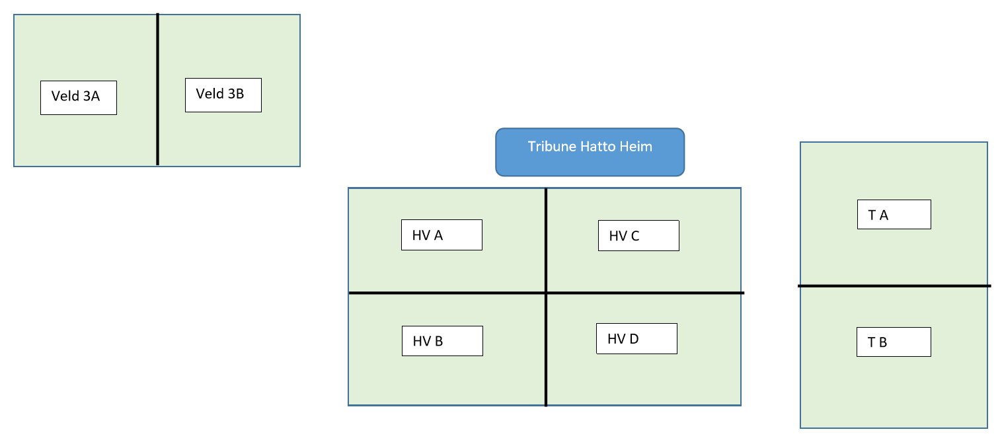 Veld 3A
Veld 3B
Tribune Hatto Heim
HV A
HV C
HV B
HV D
T A
T B